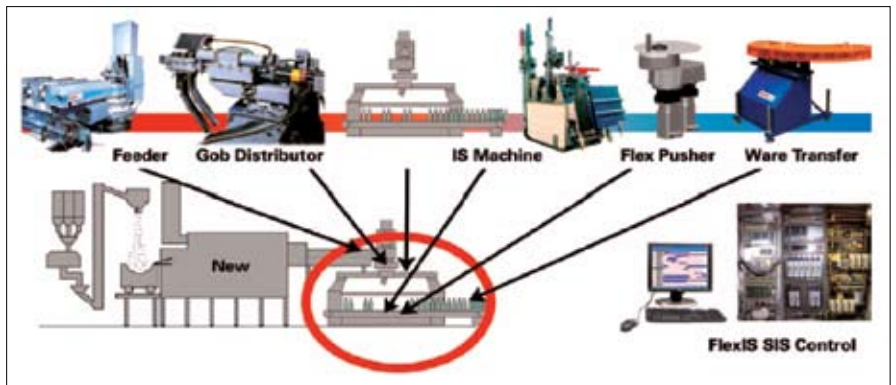 Feeder Gob Distributor IS Machine Flex Pusher Ware Transfer
New
FlexIS SIS Control